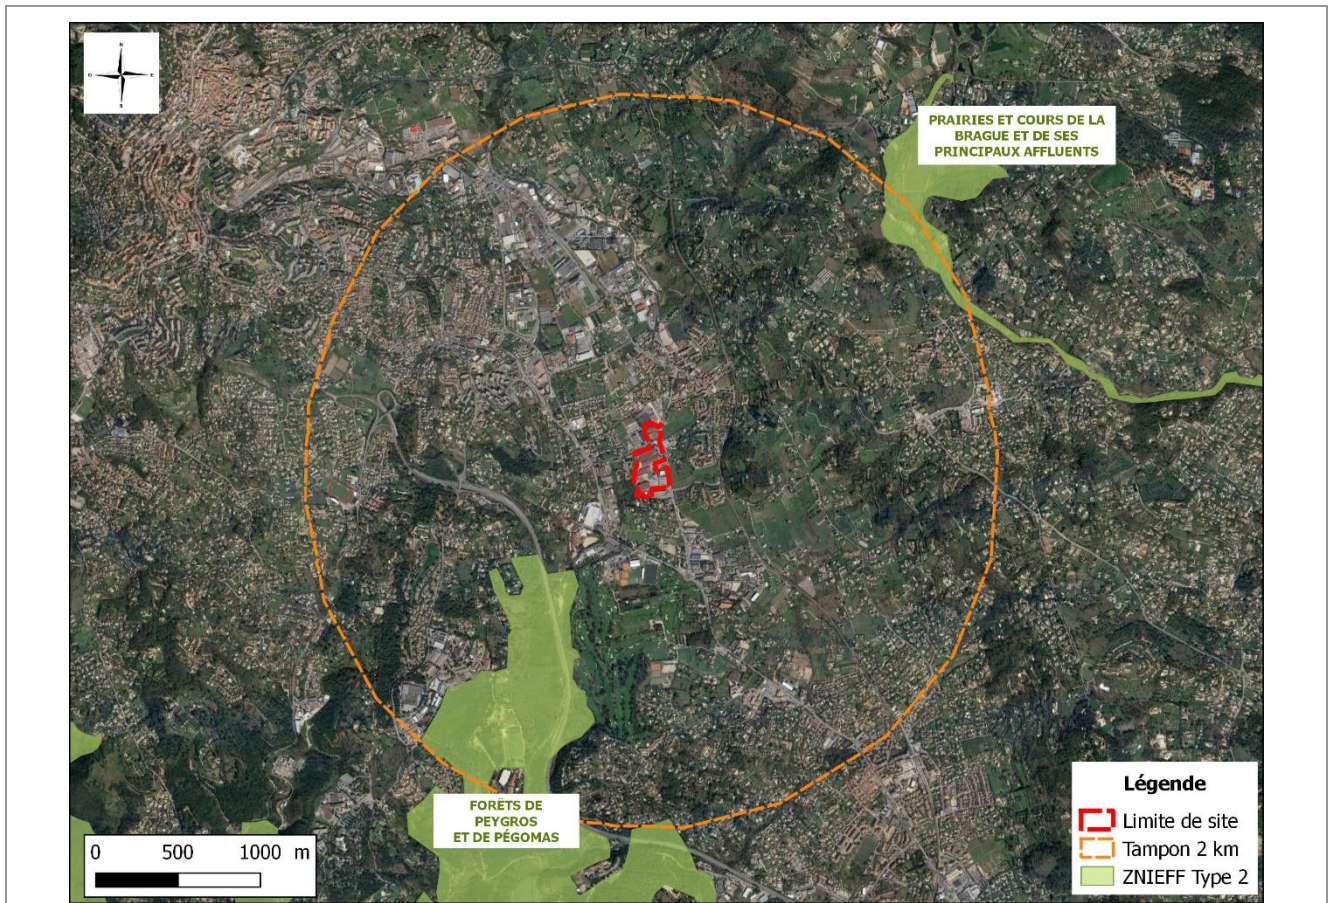 N
O E
S
PRAIRIES ET COURS DE LA
BRAGUE ET DE SES
PRINCIPAUX AFFLUENTS
FORÊTS DE
PEYGROS
ET DE PÉGOMAS
0 500 1000 m
Légende
Limite de site
Tampon 2 km
ZNIEFF Type 2